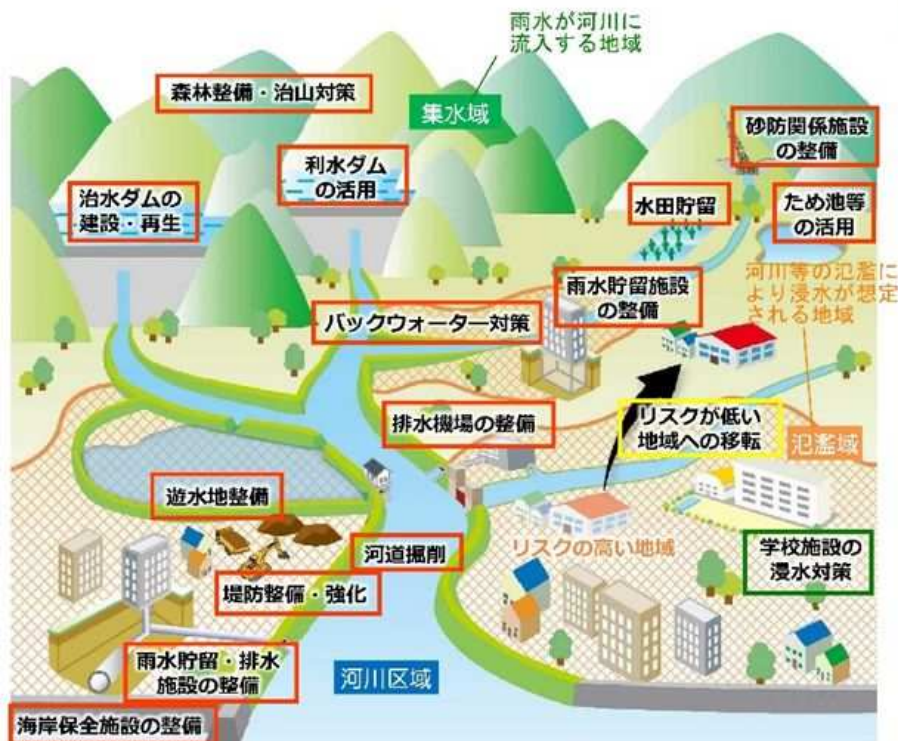 雨水が河川に
流入する地域
森林整備・治山対策
集水域
砂防関係施設
の整備
利水ダム
の活用
治水ダムの
建設・再生
水田貯留
ため池等
の活用
河川等の氾濫に
より浸水が想定
される地域
雨水貯留施設
の整備
バックウォーター対策
排水機場の整備
リスクが低い
地域への移転
氾濫域
遊水地整備
リスクの高い地域
学校施設の
浸水対策
河道掘削
堤防整備・強化
雨水貯留・排水
施設の整備
河川区域
海岸保全施設の整備